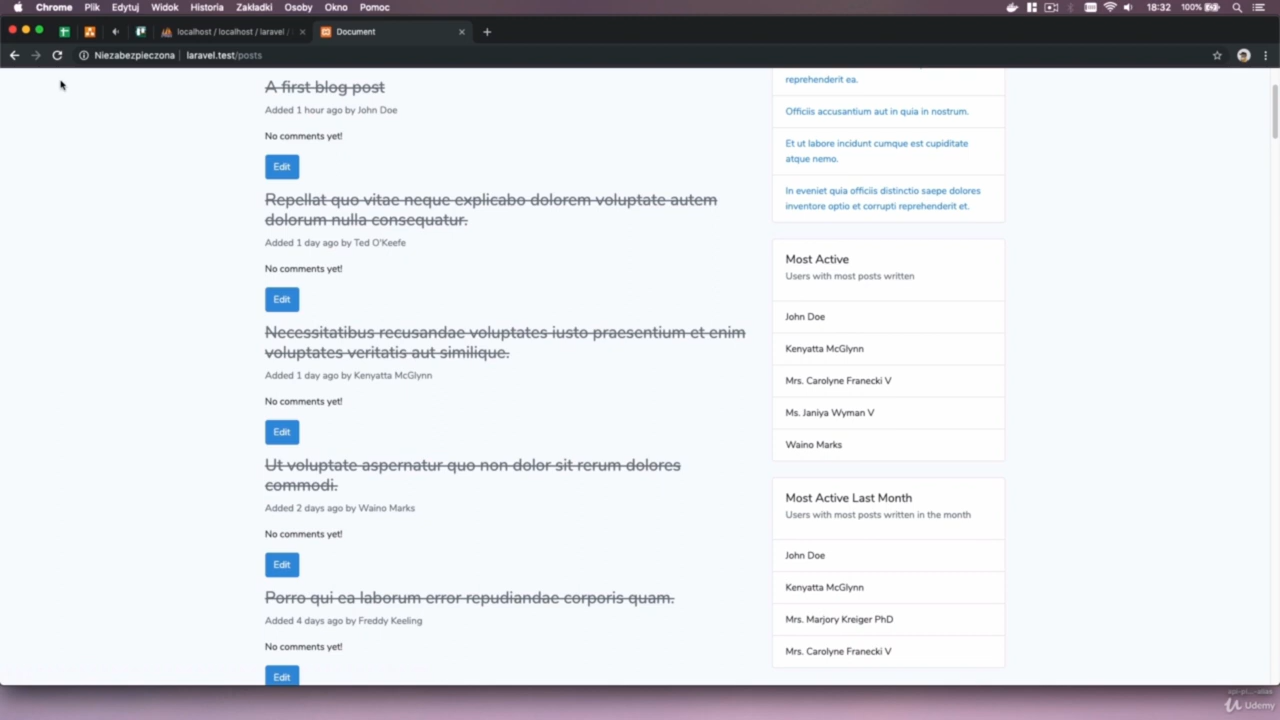 Chrome Plik Edytuj Widok Historia Zakładki Osoby Okno Pomoc 18:32 100%
localhost / localhost / laravel /
Document
Niezabezpieczona laravel.test/posts
A first blog post
Added 1 hour ago by John Doe
No comments yet!
Edit
Repellat quo vitae neque explicabo dolorem voluptate autem
dolorum nulla consequatur.
Added 1 day ago by Ted O'Keefe
No comments yet!
Edit
Necessitatibus recusandae voluptates iusto praesentium et enim
voluptates veritatis aut similique.
Added 1 day ago by Kenyatta McGlynn
No comments yet!
Edit
Ut voluptate aspernatur quo non dolor sit rerum dolores
commodi.
Added 2 days ago by Waino Marks
No comments yet!
Edit
Porro qui ea laborum error repudiandae corporis quam.
Added 4 days ago by Freddy Keeling
No comments yet!
Edit
reprehenderit ea.
Officiis accusantium aut in quia in nostrum.
Et ut labore incidunt cumque est cupiditate
atque nemo.
In eveniet quia officiis distinctio saepe dolores
inventore optio et corrupti reprehenderit et.
Most Active
Users with most posts written
John Doe
Kenyatta McGlynn
Mrs. Carolyne Franecki V
Ms. Janiya Wyman V
Waino Marks
Most Active Last Month
Users with most posts written in the month
John Doe
Kenyatta McGlynn
Mrs. Marjory Kreiger PhD
Mrs. Carolyne Franecki V
Udemy